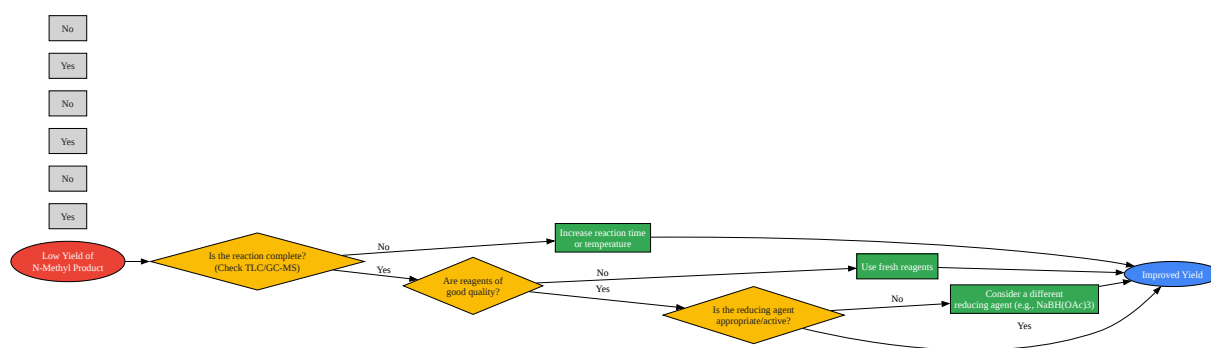 No
Yes
No
Yes
No
Yes
Low Yield of
N-Methyl Product
Is the reaction complete?
(Check TLC/GC-MS)
No
Yes
Increase reaction time
or temperature
Are reagents of
good quality?
No
Yes
Use fresh reagents
Is the reducing agent
appropriate/active?
No
Yes
Consider a different
reducing agent (e.g., NaBH(OAc)3)
Improved Yield